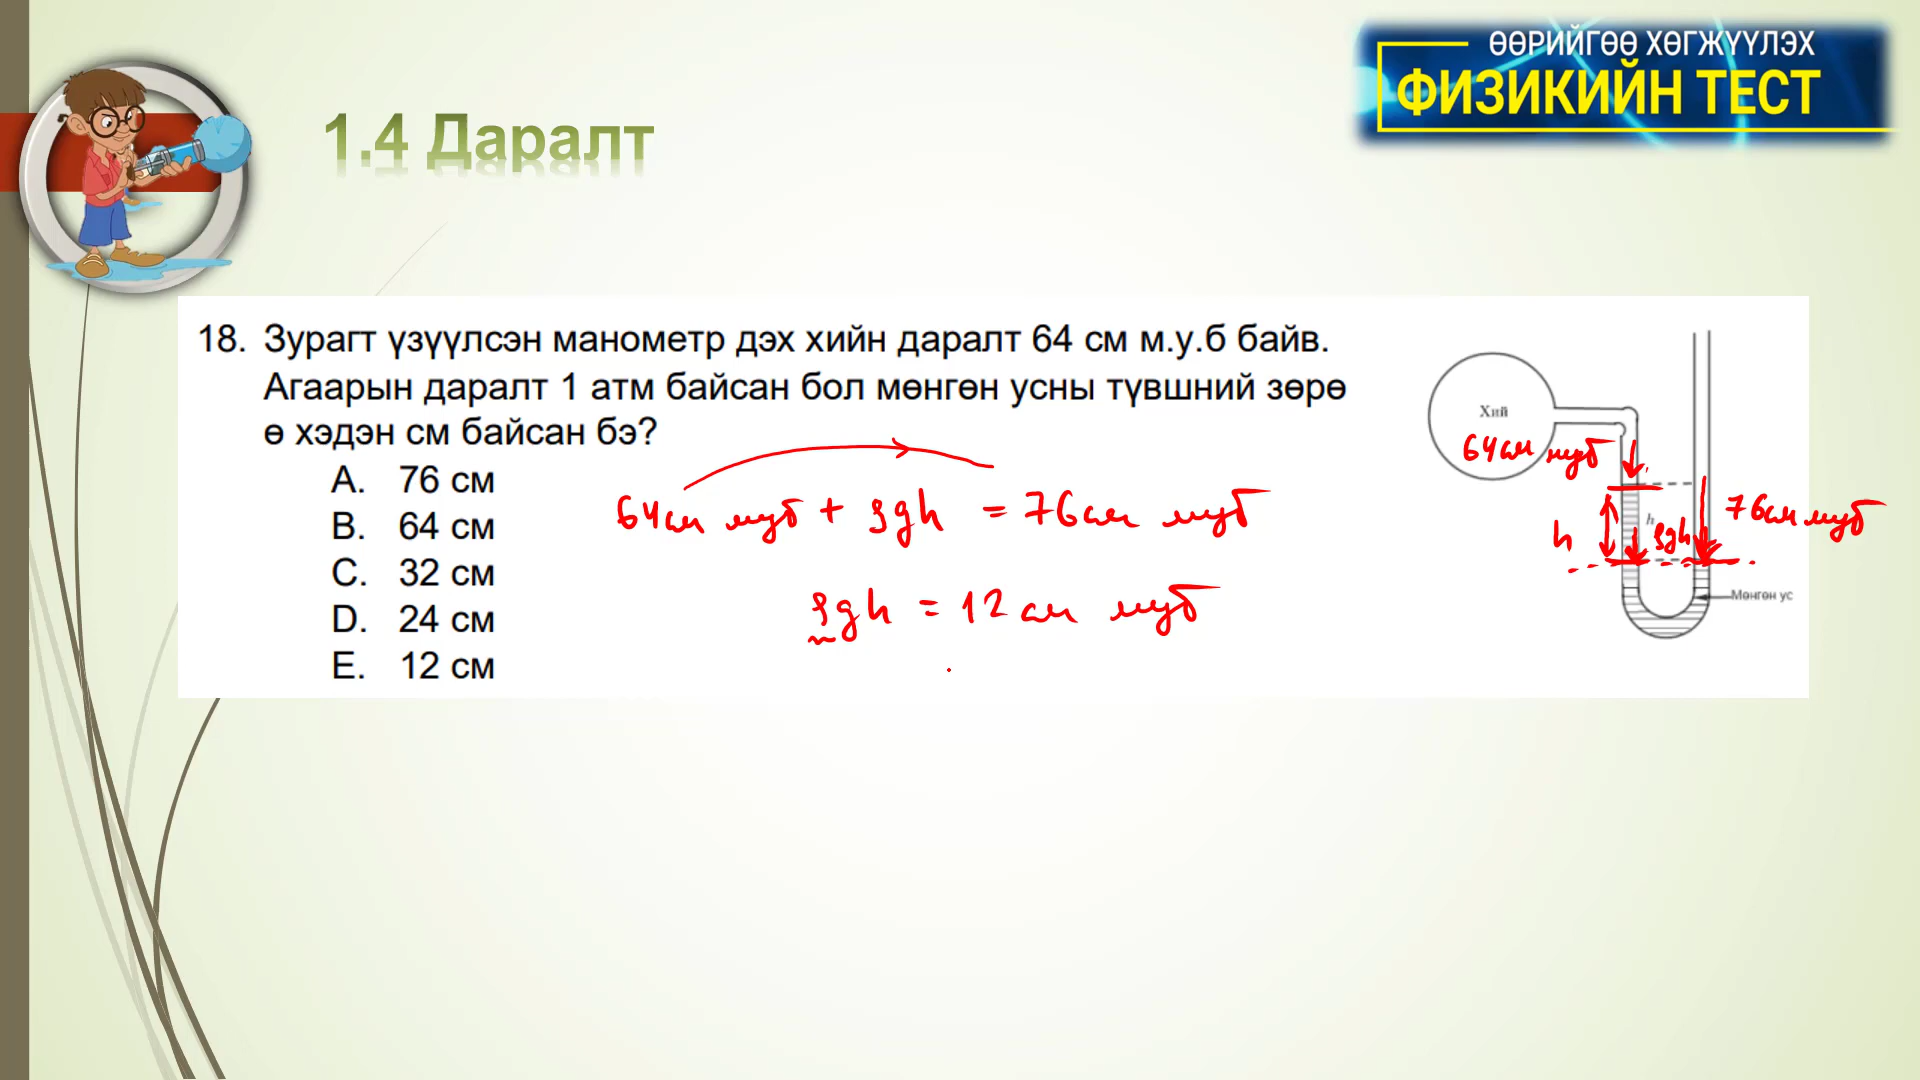 ӨӨРИЙГӨӨ ХӨГЖҮҮЛЭХ
ФИЗИКИЙН ТЕСТ
1.4 Даралт
18. Зурагт үзүүлсэн манометр дэх хийн даралт 64 см м.у.б байв.
Агаарын даралт 1 атм байсан бол мөнгөн усны түвшний зөрө
ө хэдэн см байсан бэ?
A. 76 см
B. 64 см
C. 32 см
D. 24 см
E. 12 см
64см муб + ρgh = 76см муб
ρgh = 12 см муб
Хий
64см муб
h
h
ρgh
76см муб
Мөнгөн ус